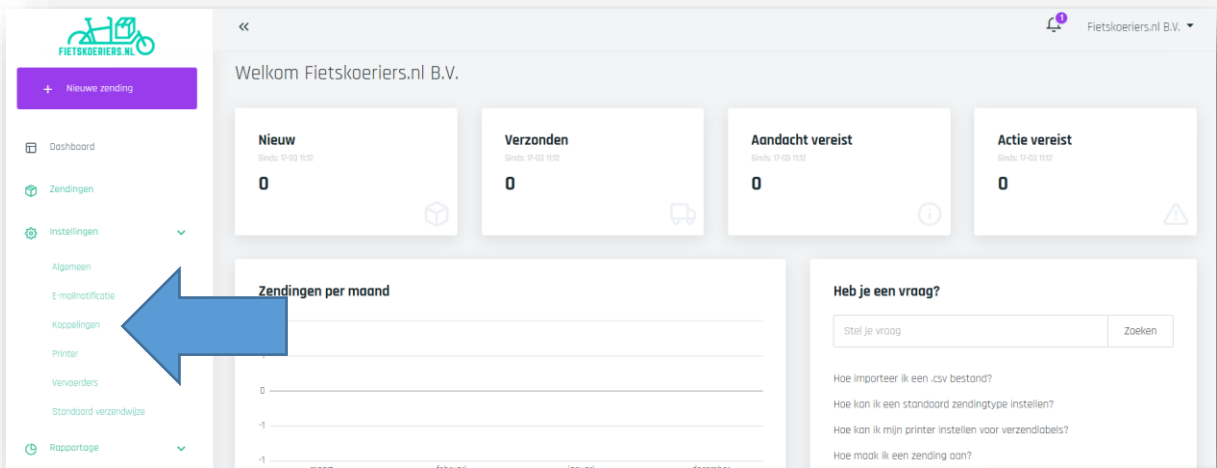 FIETSKOERIERS.NL
+ Nieuwe zending
Dashboard
Zendingen
Instellingen
Algemeen
E-mailnotificatie
Koppelingen
Printer
Vervoerders
Standaard verzendwijze
Rapportage
«
1
Fietskoeriers.nl B.V.
Welkom Fietskoeriers.nl B.V.
Nieuw
Sinds: 17-03 11:12
0
Verzonden
Sinds: 17-03 11:12
0
Aandacht vereist
Sinds: 17-03 11:12
0
Actie vereist
Sinds: 17-03 11:12
0
Zendingen per maand
0
-1
-1
maart februari januari december
Heb je een vraag?
Stel je vraag
Zoeken
Hoe importeer ik een .csv bestand?
Hoe kan ik een standaard zendingtype instellen?
Hoe kan ik mijn printer instellen voor verzendlabels?
Hoe maak ik een zending aan?